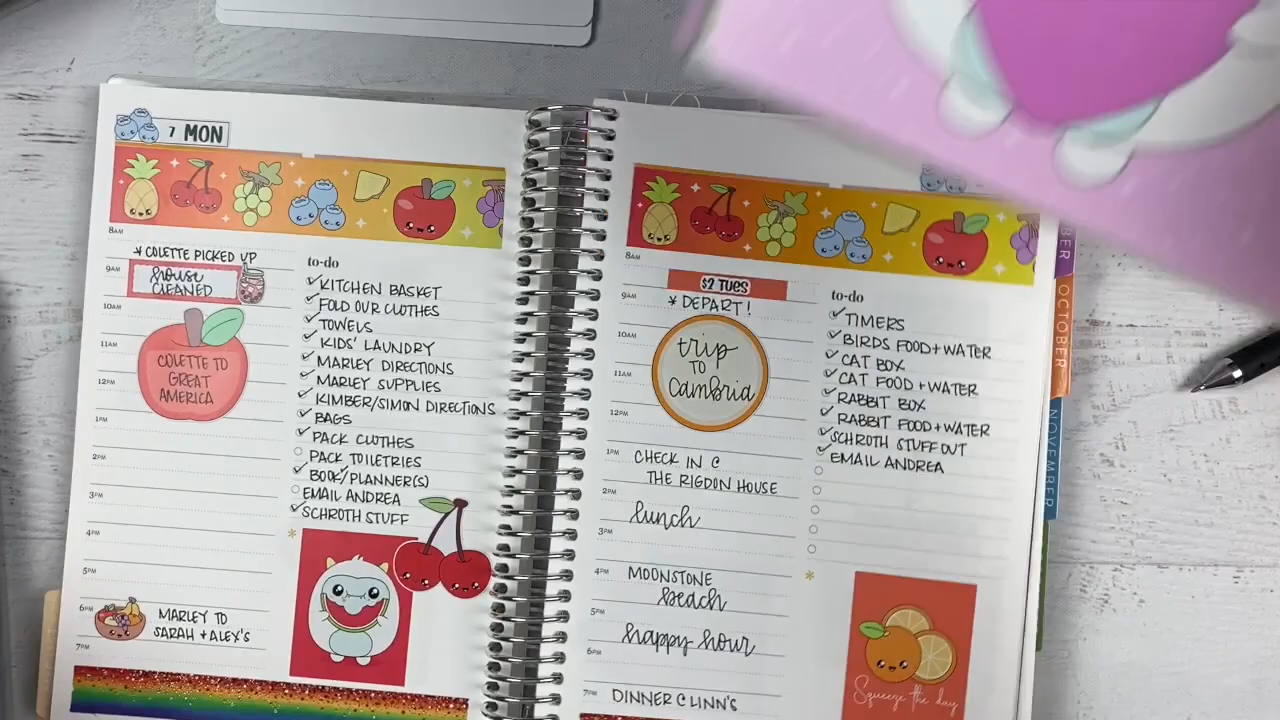 7 MON
8AM
* COLETTE PICKED UP
9AM
house
CLEANED
10AM
11AM
COLETTE TO
GREAT
AMERICA
12PM
1PM
2PM
3PM
4PM
5PM
6PM
MARLEY TO
SARAH + ALEX'S
7PM
to-do
KITCHEN BASKET
FOLD OUR CLOTHES
TOWELS
KIDS' LAUNDRY
MARLEY DIRECTIONS
MARLEY SUPPLIES
KIMBER/SIMON DIRECTIONS
BAGS
PACK CLOTHES
PACK TOILETRIES
BOOK/PLANNER(S)
EMAIL ANDREA
SCHROTH STUFF
8AM
$2 TUES
9AM
* DEPART!
10AM
trip
TO
Cambria
11AM
12PM
1PM
CHECK IN C
THE RIGDON HOUSE
2PM
lunch
3PM
4PM
MOONSTONE
beach
5PM
happy hour
6PM
7PM
DINNER C LINN'S
to-do
TIMERS
BIRDS FOOD + WATER
CAT BOX
CAT FOOD + WATER
RABBIT BOX
RABBIT FOOD + WATER
SCHROTH STUFF OUT
EMAIL ANDREA
Squeeze the day
BER
OCTOBER
NOVEMBER